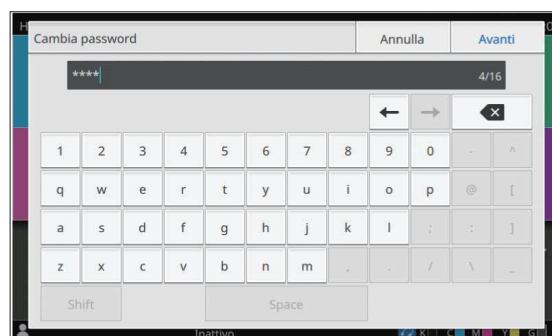 H
Cambia password Annulla Avanti
****
4/16
← →
1 2 3 4 5 6 7 8 9 0 - ^
q w e r t y u i o p @ [
a s d f g h j k l ; : ]
z x c v b n m , . / \ _
Shift Space
Inattivo K C M Y G